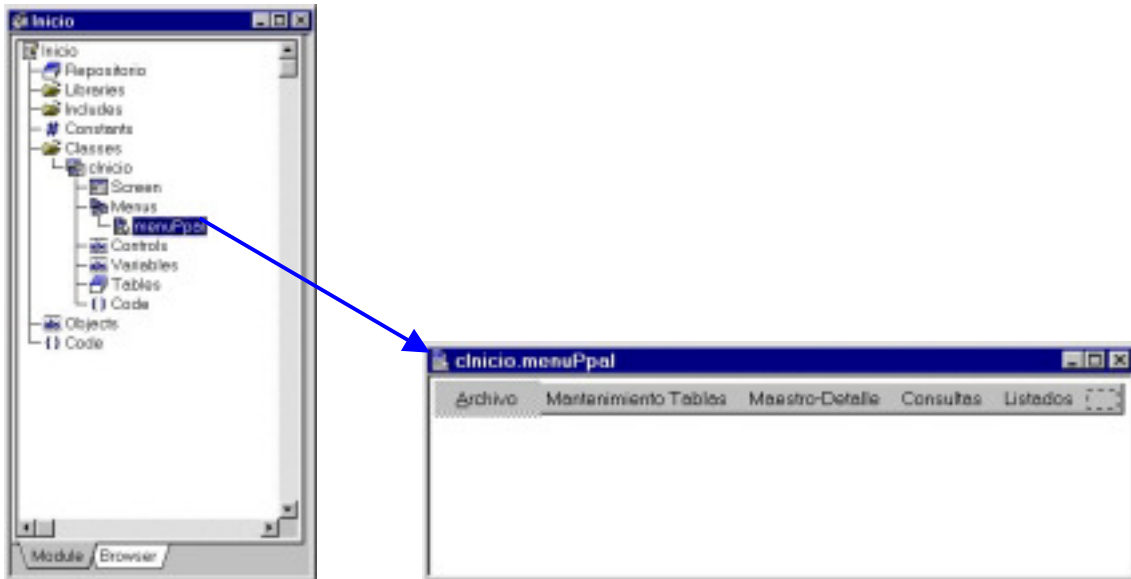 Inicio
Inicio
Repositorio
Libraries
Includes
# Constants
Classes
cInicio
Screen
Menus
menuPpal
Controls
Variables
Tables
{} Code
Objects
{} Code
Module Browser
cInicio.menuPpal
Archivo Mantenimiento Tablas Maestro-Detalle Consultas Listados